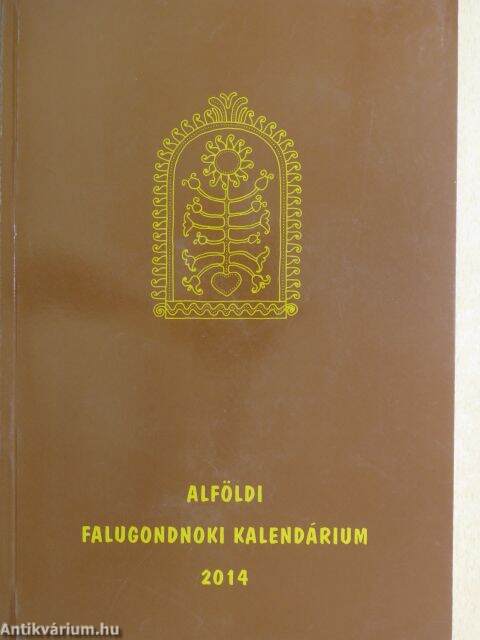 ALFÖLDI
FALUGONDNOKI KALENDÁRIUM
2014
Antikvárium.hu